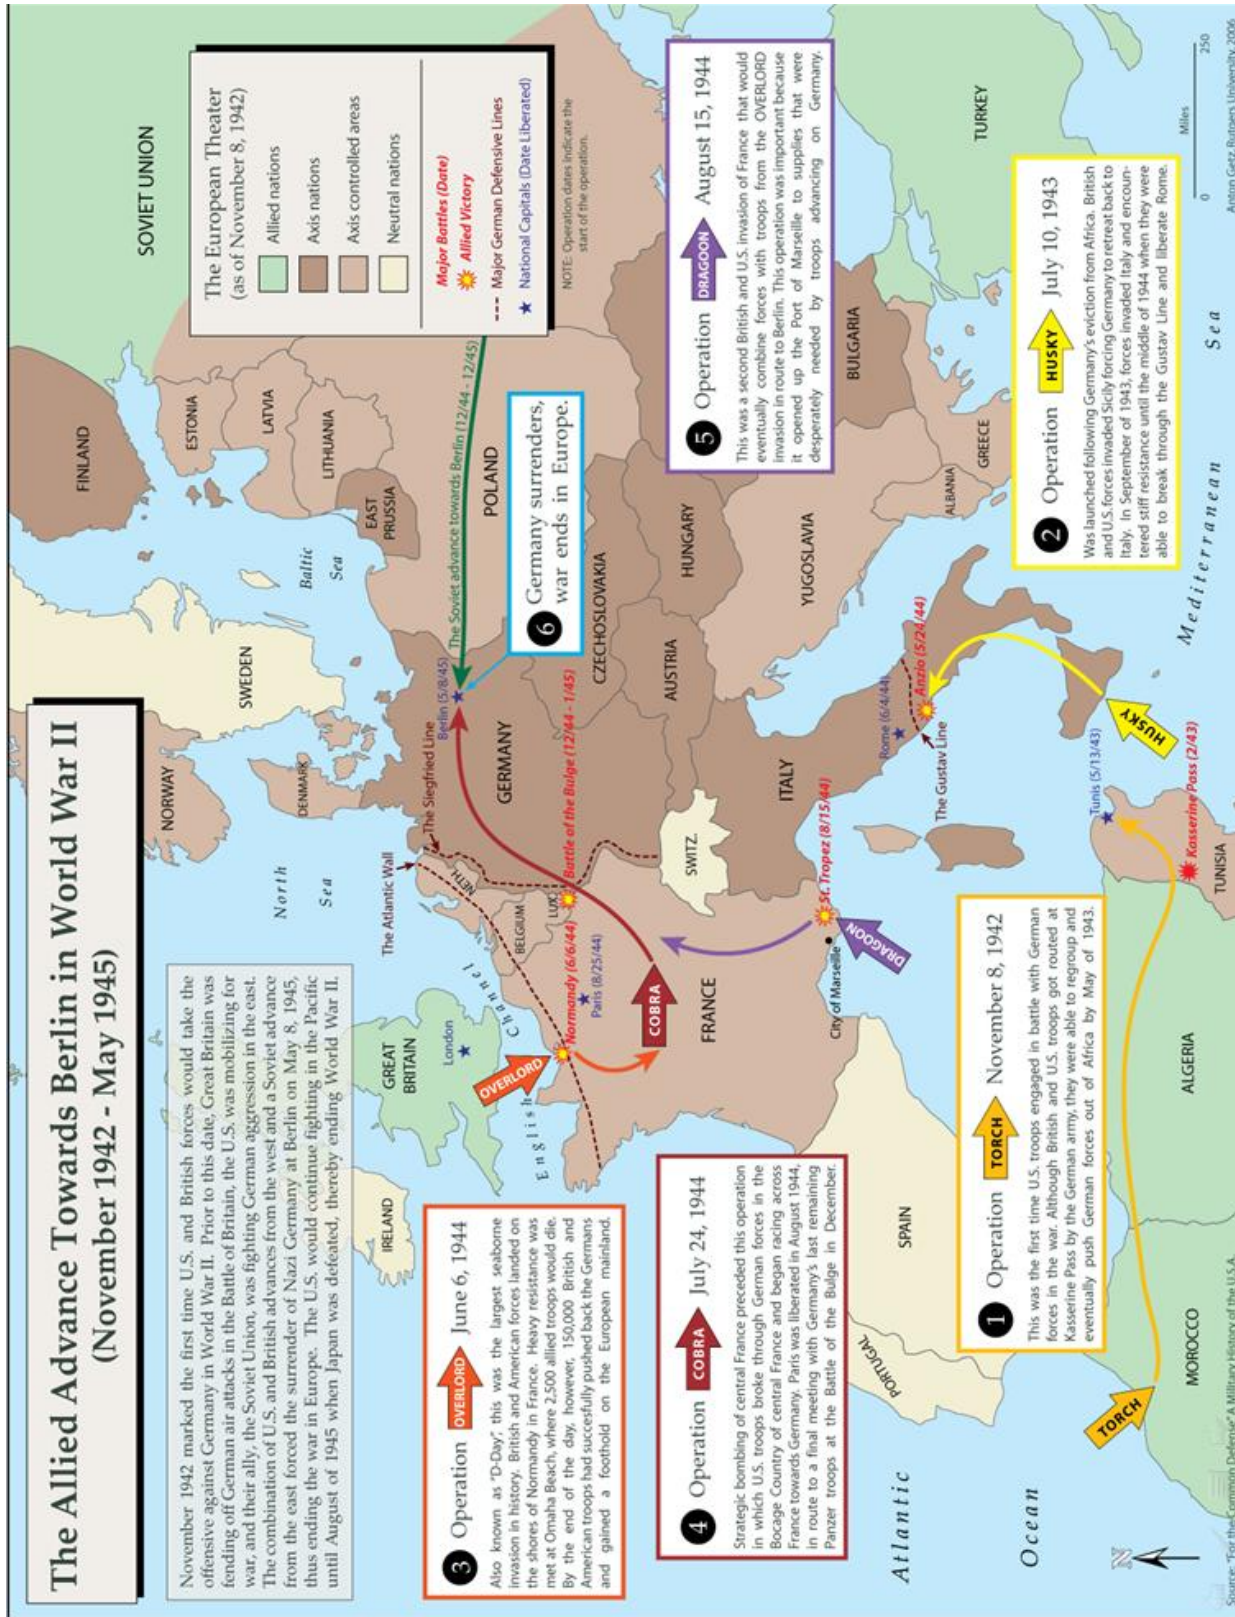 The Allied Advance Towards Berlin in World War II
(November 1942 - May 1945)
November 1942 marked the first time U.S. and British forces would take the
offensive against Germany in World War II. Prior to this date, Great Britain was
fending off German air attacks in the Battle of Britain, the U.S. was mobilizing for
war, and their ally, the Soviet Union, was fighting German aggression in the east.
The combination of U.S. and British advances from the west and a Soviet advance
from the east forced the surrender of Nazi Germany at Berlin on May 8, 1945,
thus ending the war in Europe. The U.S. would continue fighting in the Pacific
until August of 1945 when Japan was defeated, thereby ending World War II.
The European Theater
(as of November 8, 1942)
Allied nations
Axis nations
Axis controlled areas
Neutral nations
Major Battles (Date)
Allied Victory
Major German Defensive Lines
National Capitals (Date Liberated)
NOTE: Operation dates indicate the
start of the operation.
3 Operation OVERLORD June 6, 1944
Also known as "D-Day", this was the largest seaborne
invasion in history. British and American forces landed on
the shores of Normandy in France. Heavy resistance was
met at Omaha Beach, where 2,500 allied troops would die.
By the end of the day, however, 150,000 British and
American troops had succesfully pushed back the Germans
and gained a foothold on the European mainland.
4 Operation COBRA July 24, 1944
Strategic bombing of central France preceded this operation
in which U.S. troops broke through German forces in the
Bocage Country of central France and began racing across
France towards Germany. Paris was liberated in August 1944,
in route to a final meeting with Germany's last remaining
Panzer troops at the Battle of the Bulge in December.
1 Operation TORCH November 8, 1942
This was the first time U.S. troops engaged in battle with German
forces in the war. Although British and U.S. troops got routed at
Kasserine Pass by the German army, they were able to regroup and
eventually push German forces out of Africa by May of 1943.
6 Germany surrenders,
war ends in Europe.
5 Operation DRAGOON August 15, 1944
This was a second British and U.S. invasion of France that would
eventually combine forces with troops from the OVERLORD
invasion in route to Berlin. This operation was important because
it opened up the Port of Marseille to supplies that were
desperately needed by troops advancing on Germany.
2 Operation HUSKY July 10, 1943
Was launched following Germany's eviction from Africa. British
and U.S. forces invaded Sicily forcing Germany to retreat back to
Italy. In September of 1943, forces invaded Italy and encoun-
tered stiff resistance until the middle of 1944 when they were
able to break through the Gustav Line and liberate Rome.
NORWAY
SWEDEN
FINLAND
SOVIET UNION
ESTONIA
LATVIA
LITHUANIA
EAST
PRUSSIA
DENMARK
North
Sea
Baltic
Sea
IRELAND
GREAT
BRITAIN
London
English Channel
The Atlantic Wall
The Siegfried Line
NETH.
BELGIUM
LUX.
GERMANY
Berlin (5/8/45)
The Soviet advance towards Berlin (12/44 - 12/45)
POLAND
OVERLORD
Normandy (6/6/44)
Paris (8/25/44)
Battle of the Bulge (12/44 - 1/45)
CZECHOSLOVAKIA
COBRA
FRANCE
SWITZ.
AUSTRIA
HUNGARY
ITALY
YUGOSLAVIA
BULGARIA
ALBANIA
GREECE
TURKEY
St. Tropez (8/15/44)
City of Marseille
DRAGOON
Rome (6/4/44)
Anzio (5/24/44)
The Gustav Line
SPAIN
PORTUGAL
Atlantic
Ocean
Mediterranean Sea
HUSKY
Tunis (5/13/43)
Kasserine Pass (2/43)
TUNISIA
ALGERIA
MOROCCO
TORCH
N
Miles
0 250
Source: "For the Common Defense" A Military History of the U.S.A.
Anton Getz, Rutgers University, 2006